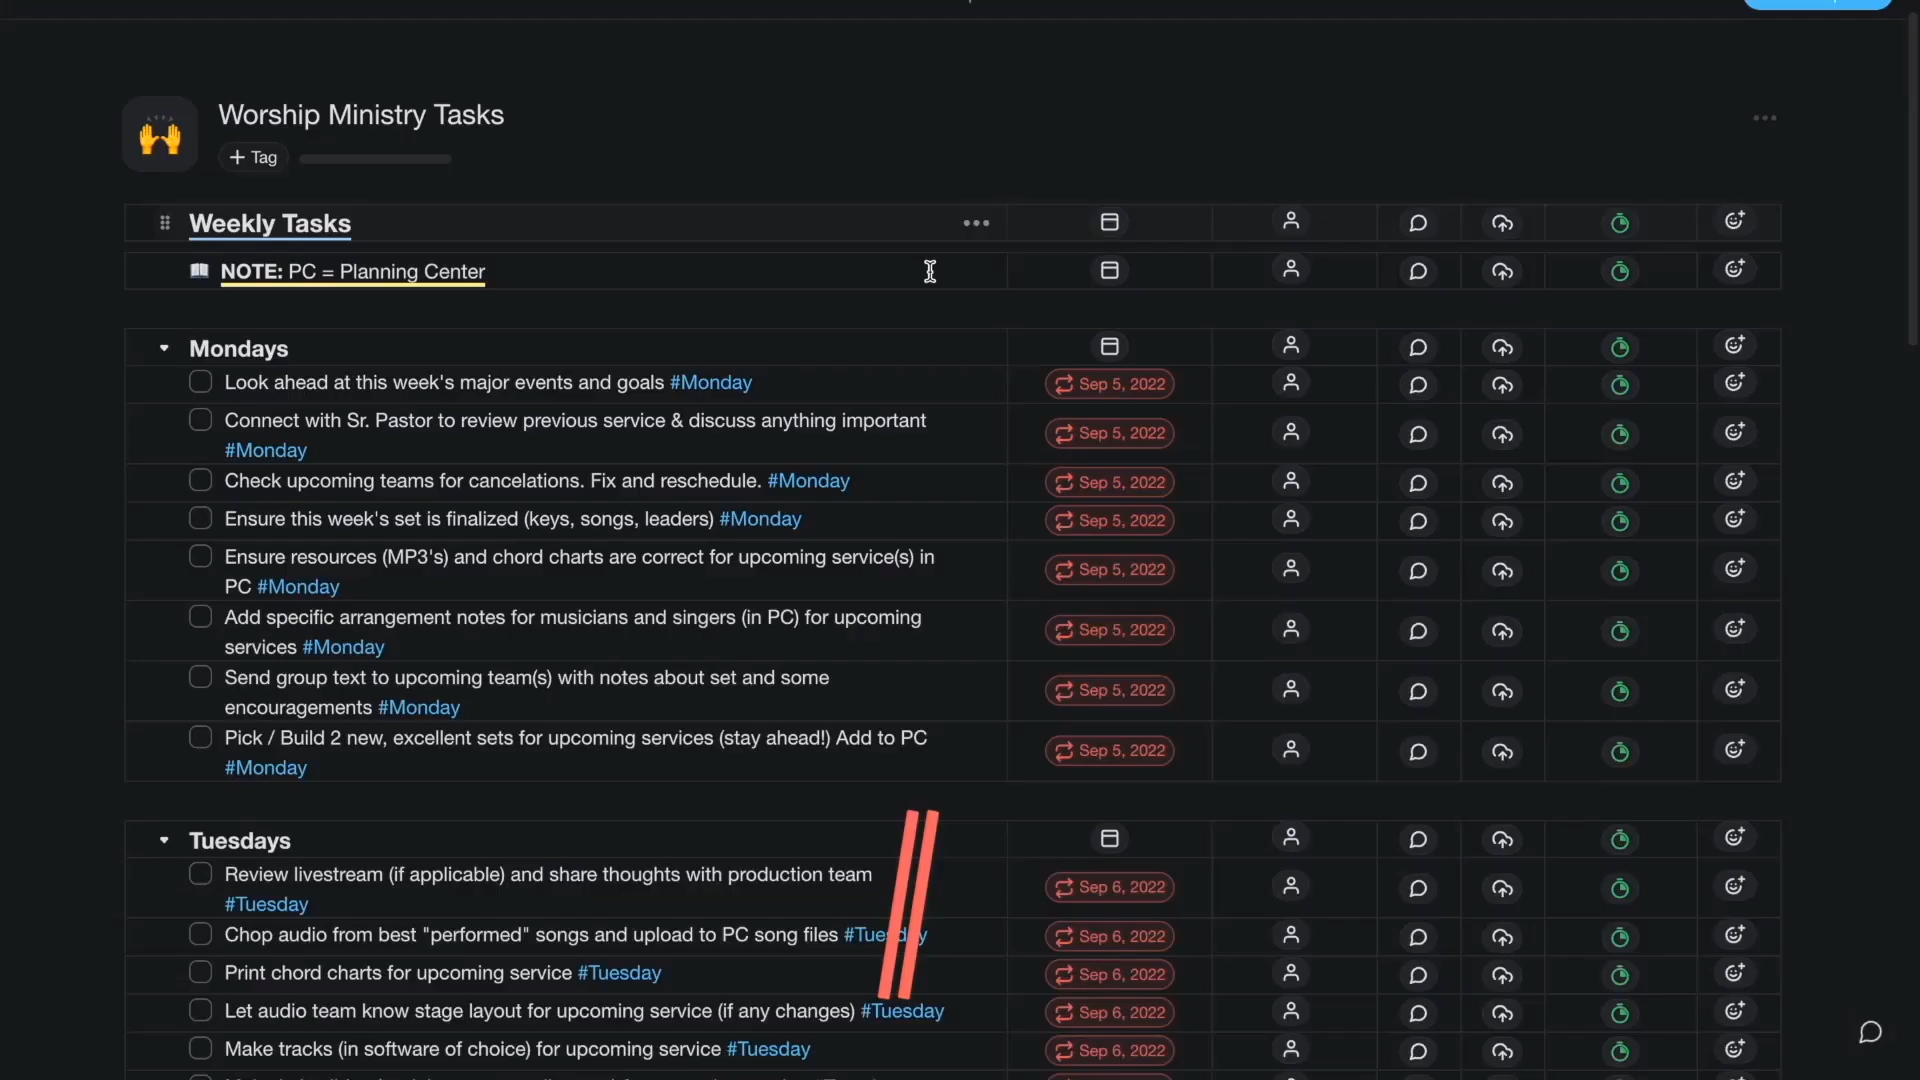 Worship Ministry Tasks
+ Tag
Weekly Tasks
NOTE: PC = Planning Center
Mondays
Look ahead at this week's major events and goals #Monday
Sep 5, 2022
Connect with Sr. Pastor to review previous service & discuss anything important
#Monday
Sep 5, 2022
Check upcoming teams for cancelations. Fix and reschedule. #Monday
Sep 5, 2022
Ensure this week's set is finalized (keys, songs, leaders) #Monday
Sep 5, 2022
Ensure resources (MP3's) and chord charts are correct for upcoming service(s) in
PC #Monday
Sep 5, 2022
Add specific arrangement notes for musicians and singers (in PC) for upcoming
services #Monday
Sep 5, 2022
Send group text to upcoming team(s) with notes about set and some
encouragements #Monday
Sep 5, 2022
Pick / Build 2 new, excellent sets for upcoming services (stay ahead!) Add to PC
#Monday
Sep 5, 2022
Tuesdays
Review livestream (if applicable) and share thoughts with production team
#Tuesday
Sep 6, 2022
Chop audio from best "performed" songs and upload to PC song files #Tuesday
Sep 6, 2022
Print chord charts for upcoming service #Tuesday
Sep 6, 2022
Let audio team know stage layout for upcoming service (if any changes) #Tuesday
Sep 6, 2022
Make tracks (in software of choice) for upcoming service #Tuesday
Sep 6, 2022